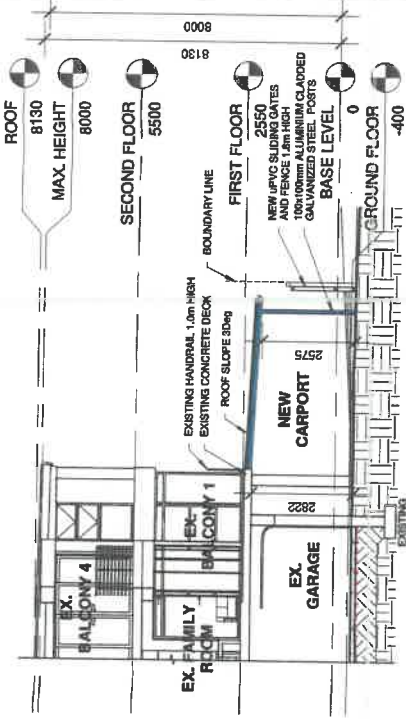 ROOF
8130
MAX. HEIGHT
8000
SECOND FLOOR
5500
FIRST FLOOR
2550
NEW uPVC SLIDING GATES
AND FENCE 1.8m HIGH
100x100mm ALUMINIUM CLADDED
GALVANIZED STEEL POSTS
BASE LEVEL
0
GROUND FLOOR
-400
8000
8130
EXISTING HANDRAIL 1.0m HIGH
EXISTING CONCRETE DECK
ROOF SLOPE 3Deg
BOUNDARY LINE
EX.
BALCONY 4
EX. FAMILY
ROOM
EX.
BALCONY 1
NEW
CARPORT
2575
2822
EX.
GARAGE
EXISTING